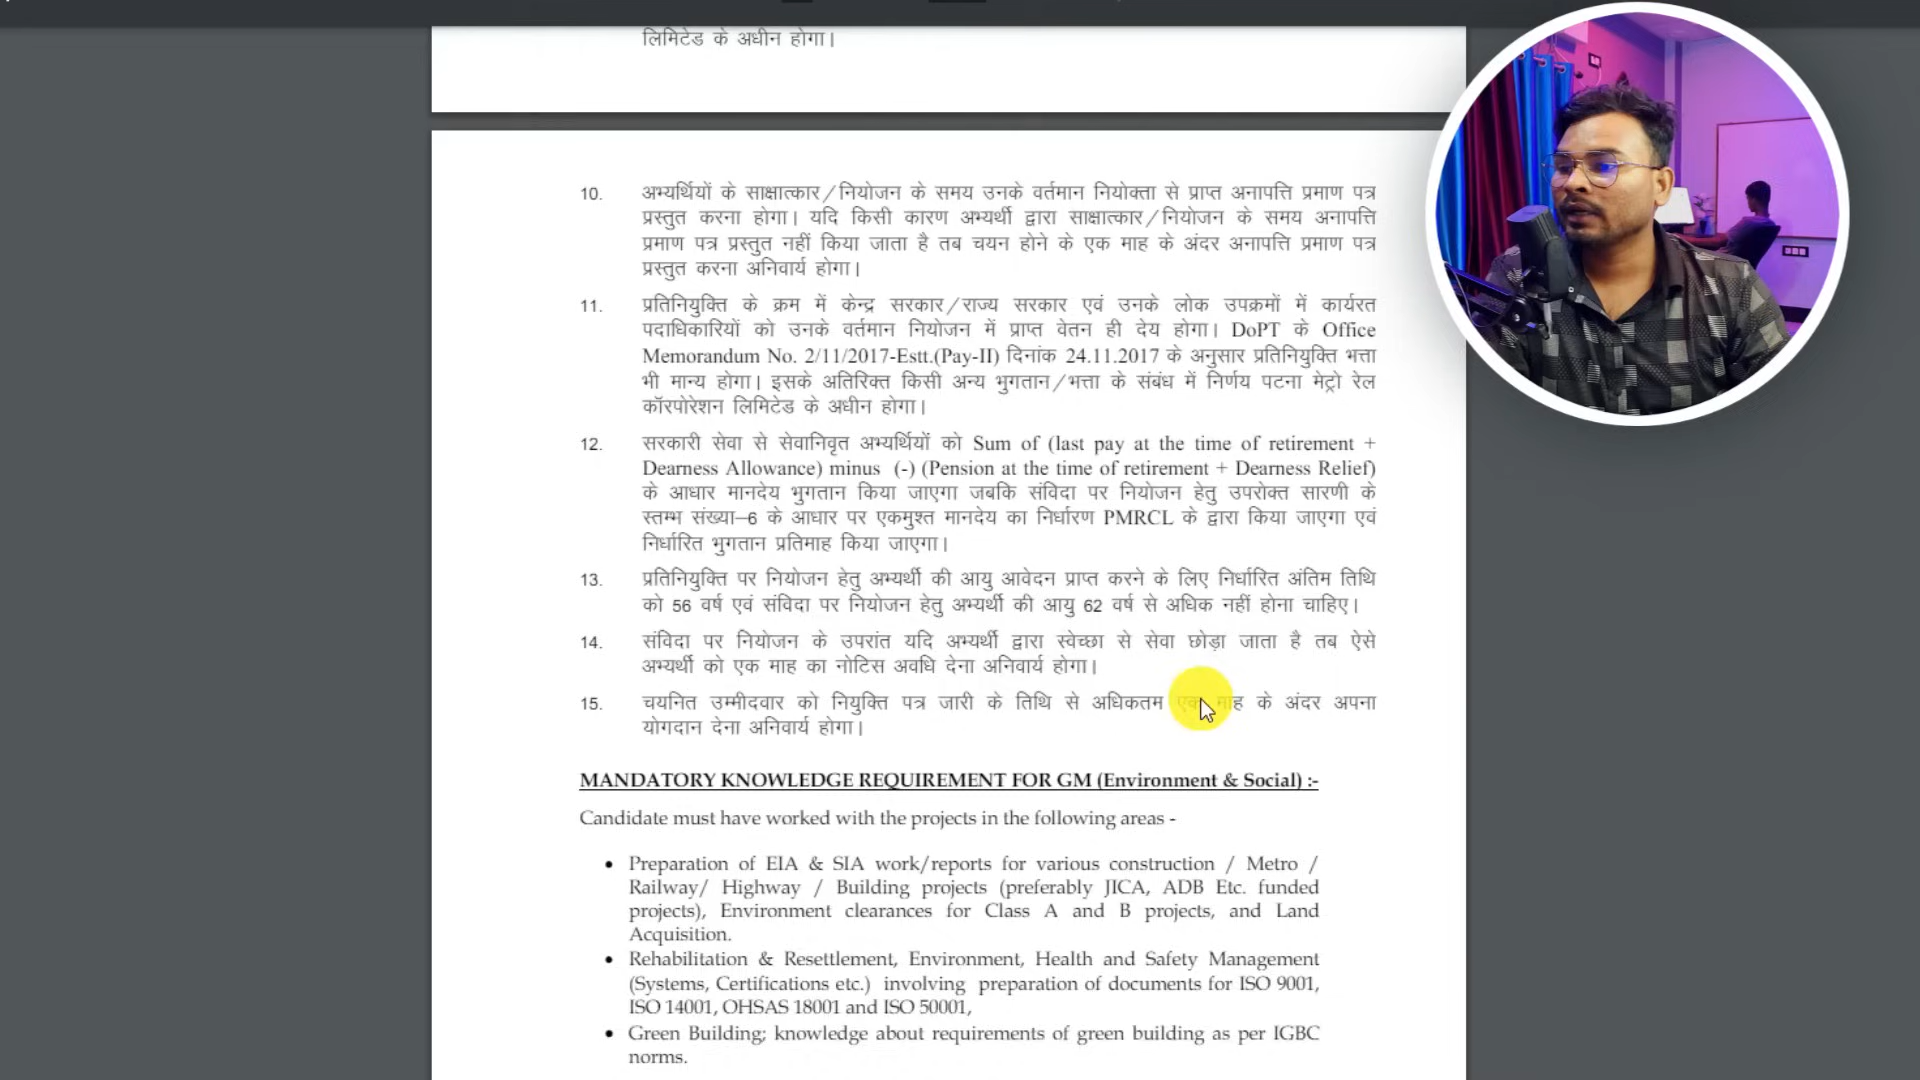 लिमिटेड के अधीन होगा।
10. अभ्यर्थियों के साक्षात्कार/नियोजन के समय उनके वर्तमान नियोक्ता से प्राप्त अनापत्ति प्रमाण पत्र
प्रस्तुत करना होगा। यदि किसी कारण अभ्यर्थी द्वारा साक्षात्कार/नियोजन के समय अनापत्ति
प्रमाण पत्र प्रस्तुत नहीं किया जाता है तब चयन होने के एक माह के अंदर अनापत्ति प्रमाण पत्र
प्रस्तुत करना अनिवार्य होगा।
11. प्रतिनियुक्ति के क्रम में केन्द्र सरकार/राज्य सरकार एवं उनके लोक उपक्रमों में कार्यरत
पदाधिकारियों को उनके वर्तमान नियोजन में प्राप्त वेतन ही देय होगा। DoPT के Office
Memorandum No. 2/11/2017-Estt.(Pay-II) दिनांक 24.11.2017 के अनुसार प्रतिनियुक्ति भत्ता
भी मान्य होगा। इसके अतिरिक्त किसी अन्य भुगतान/भत्ता के संबंध में निर्णय पटना मेट्रो रेल
कॉरपोरेशन लिमिटेड के अधीन होगा।
12. सरकारी सेवा से सेवानिवृत अभ्यर्थियों को Sum of (last pay at the time of retirement +
Dearness Allowance) minus (-) (Pension at the time of retirement + Dearness Relief)
के आधार मानदेय भुगतान किया जाएगा जबकि संविदा पर नियोजन हेतु उपरोक्त सारणी के
स्तम्भ संख्या–6 के आधार पर एकमुश्त मानदेय का निर्धारण PMRCL के द्वारा किया जाएगा एवं
निर्धारित भुगतान प्रतिमाह किया जाएगा।
13. प्रतिनियुक्ति पर नियोजन हेतु अभ्यर्थी की आयु आवेदन प्राप्त करने के लिए निर्धारित अंतिम तिथि
को 56 वर्ष एवं संविदा पर नियोजन हेतु अभ्यर्थी की आयु 62 वर्ष से अधिक नहीं होना चाहिए।
14. संविदा पर नियोजन के उपरांत यदि अभ्यर्थी द्वारा स्वेच्छा से सेवा छोड़ा जाता है तब ऐसे
अभ्यर्थी को एक माह का नोटिस अवधि देना अनिवार्य होगा।
15. चयनित उम्मीदवार को नियुक्ति पत्र जारी के तिथि से अधिकतम एक माह के अंदर अपना
योगदान देना अनिवार्य होगा।
MANDATORY KNOWLEDGE REQUIREMENT FOR GM (Environment & Social) :-
Candidate must have worked with the projects in the following areas -
• Preparation of EIA & SIA work/reports for various construction / Metro /
Railway/ Highway / Building projects (preferably JICA, ADB Etc. funded
projects), Environment clearances for Class A and B projects, and Land
Acquisition.
• Rehabilitation & Resettlement, Environment, Health and Safety Management
(Systems, Certifications etc.) involving preparation of documents for ISO 9001,
ISO 14001, OHSAS 18001 and ISO 50001,
• Green Building; knowledge about requirements of green building as per IGBC
norms.